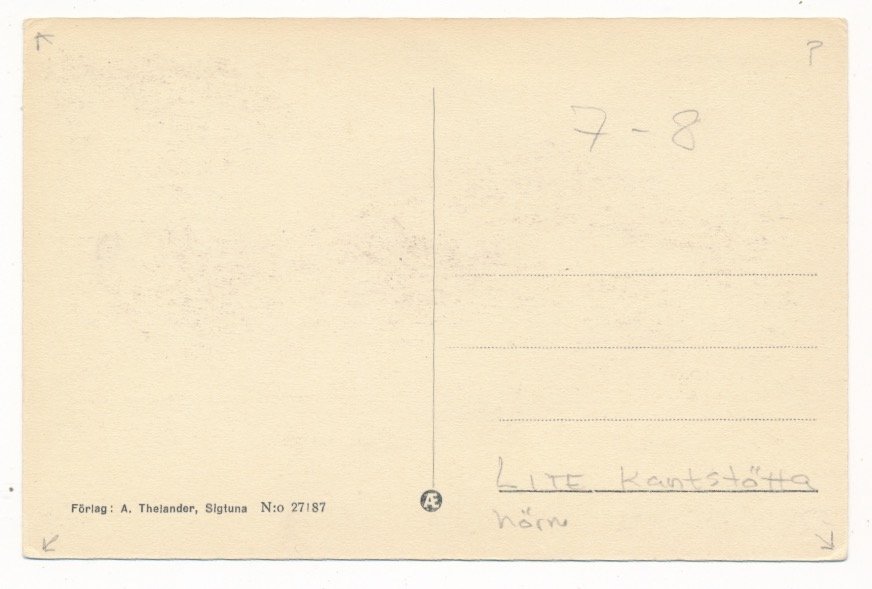 ?
7 - 8
LITE kantstötta
hörn
Förlag: A. Thelander, Sigtuna N:o 27187
Æ